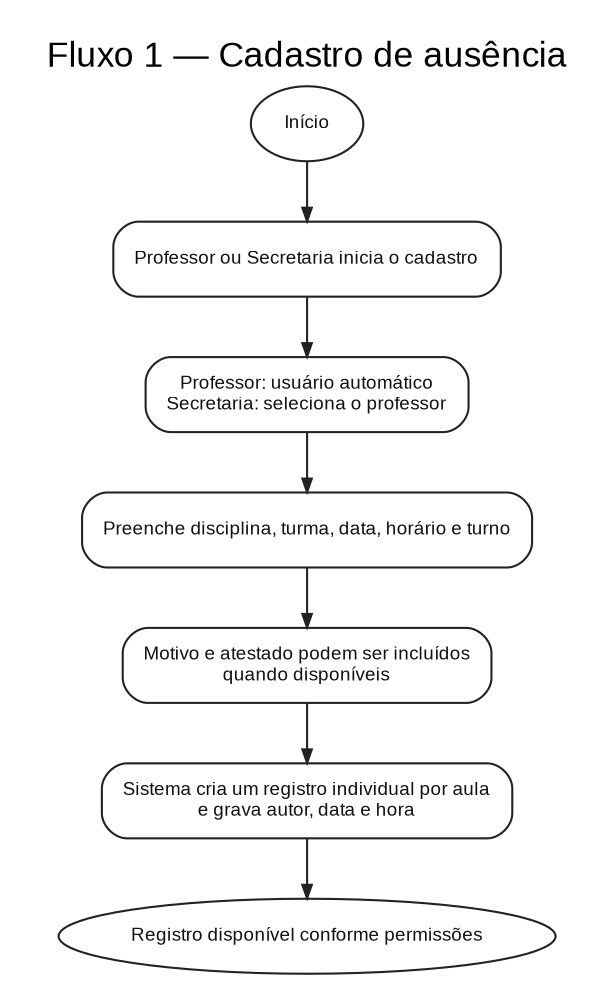 Fluxo 1 — Cadastro de ausência
Início
Professor ou Secretaria inicia o cadastro
Professor: usuário automático
Secretaria: seleciona o professor
Preenche disciplina, turma, data, horário e turno
Motivo e atestado podem ser incluídos
quando disponíveis
Sistema cria um registro individual por aula
e grava autor, data e hora
Registro disponível conforme permissões